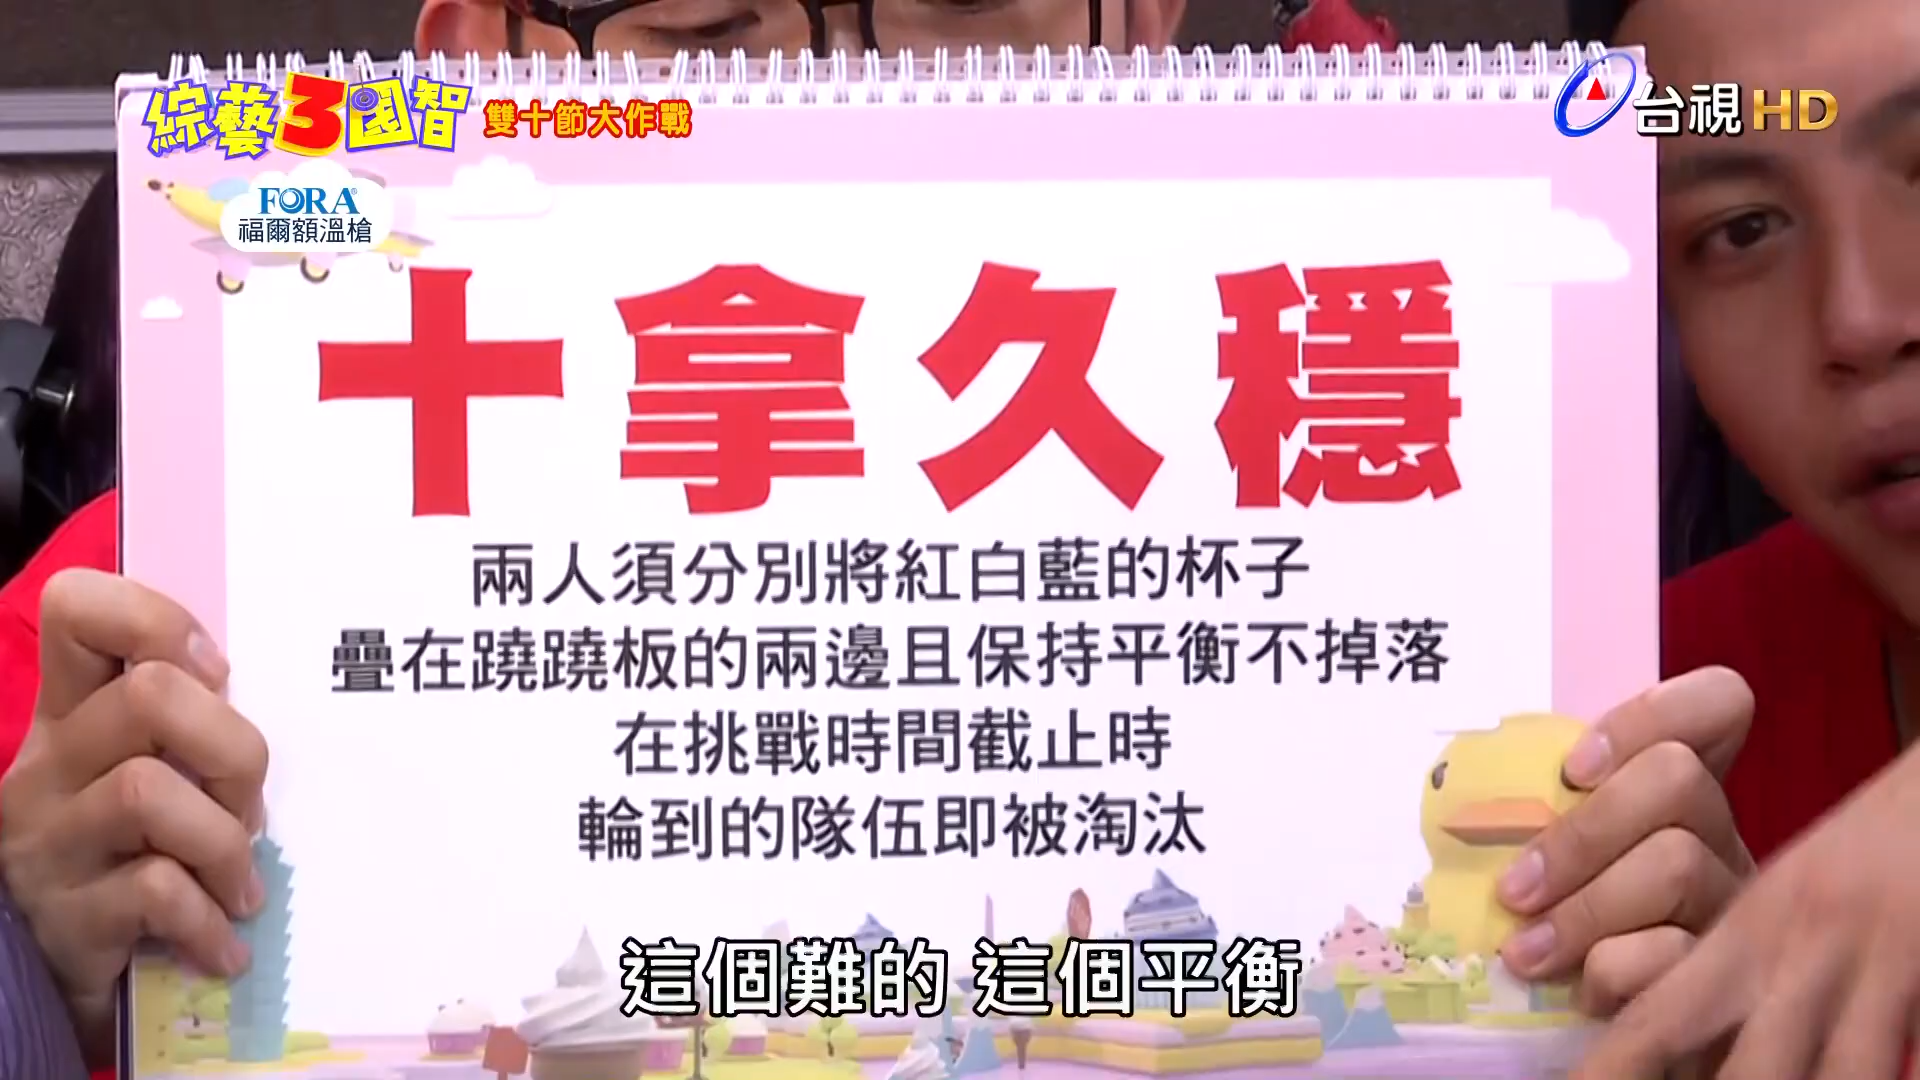 綜藝3國智 雙十節大作戰
台視HD
FORA
福爾額溫槍
十拿久穩
兩人須分別將紅白藍的杯子
疊在蹺蹺板的兩邊且保持平衡不掉落
在挑戰時間截止時
輪到的隊伍即被淘汰
這個難的 這個平衡